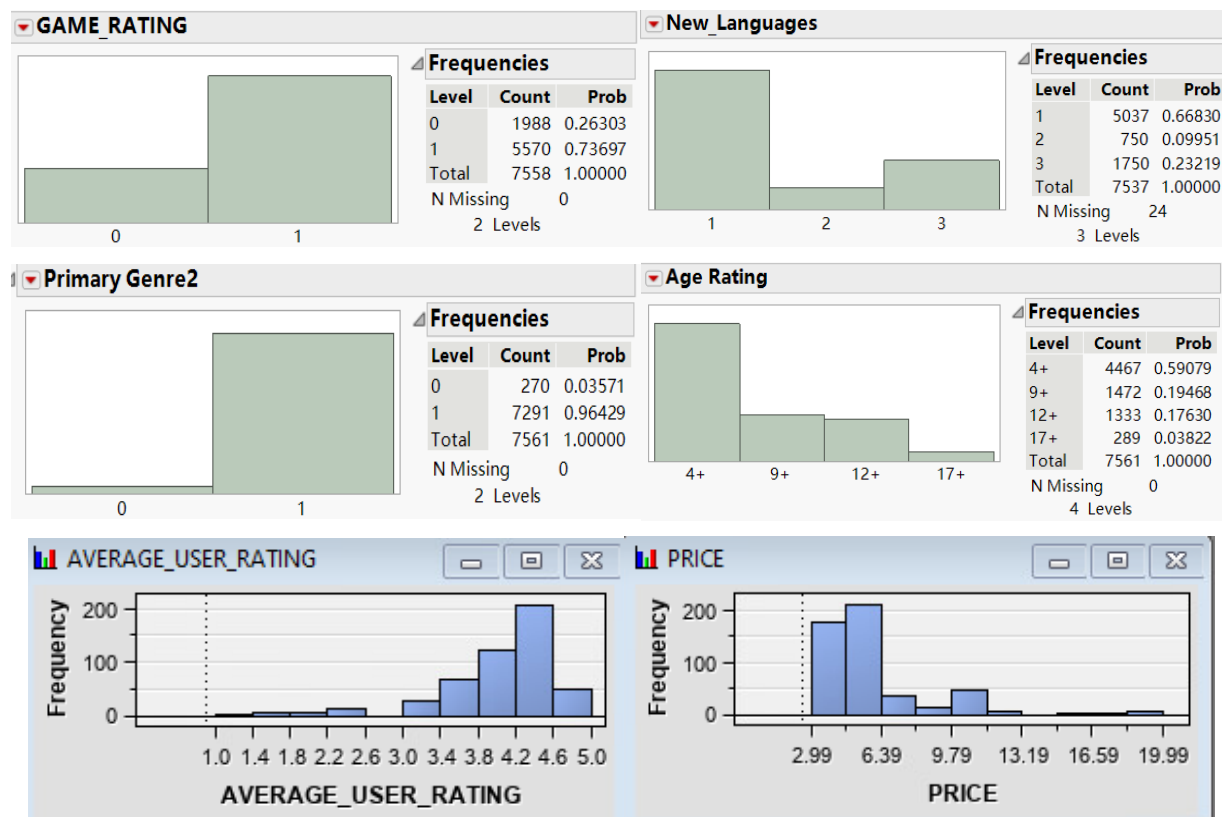 GAME_RATING
Frequencies
Level Count Prob
0 1988 0.26303
1 5570 0.73697
Total 7558 1.00000
N Missing 0
2 Levels
0 1
New_Languages
Frequencies
Level Count Prob
1 5037 0.66830
2 750 0.09951
3 1750 0.23219
Total 7537 1.00000
N Missing 24
3 Levels
1 2 3
Primary Genre2
Frequencies
Level Count Prob
0 270 0.03571
1 7291 0.96429
Total 7561 1.00000
N Missing 0
2 Levels
0 1
Age Rating
Frequencies
Level Count Prob
4+ 4467 0.59079
9+ 1472 0.19468
12+ 1333 0.17630
17+ 289 0.03822
Total 7561 1.00000
N Missing 0
4 Levels
4+ 9+ 12+ 17+
AVERAGE_USER_RATING
Frequency
200
100
0
1.0 1.4 1.8 2.2 2.6 3.0 3.4 3.8 4.2 4.6 5.0
AVERAGE_USER_RATING
PRICE
Frequency
200
100
0
2.99 6.39 9.79 13.19 16.59 19.99
PRICE